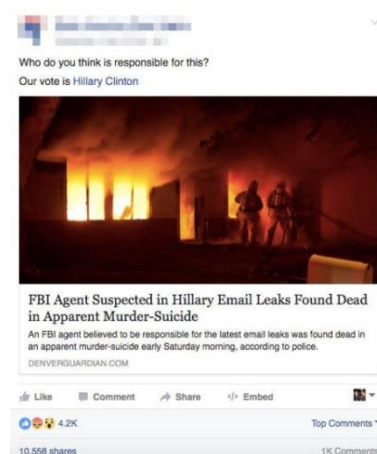 Who do you think is responsible for this?
Our vote is Hillary Clinton
FBI Agent Suspected in Hillary Email Leaks Found Dead
in Apparent Murder-Suicide
An FBI agent believed to be responsible for the latest email leaks was found dead in
an apparent murder-suicide early Saturday morning, according to police.
DENVERGUARDIAN.COM
Like Comment Share </> Embed
4.2K Top Comments
10,558 shares 1K Comments